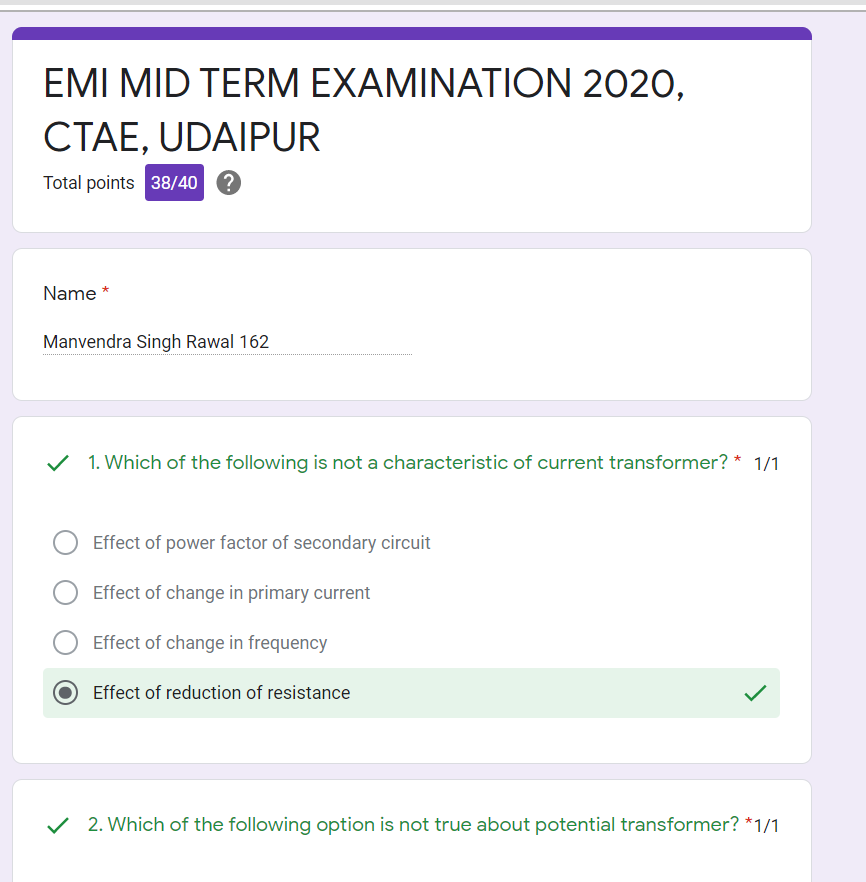 EMI MID TERM EXAMINATION 2020,
CTAE, UDAIPUR
Total points 38/40 ?
Name *
Manvendra Singh Rawal 162
1. Which of the following is not a characteristic of current transformer? * 1/1
Effect of power factor of secondary circuit
Effect of change in primary current
Effect of change in frequency
Effect of reduction of resistance
2. Which of the following option is not true about potential transformer? *1/1